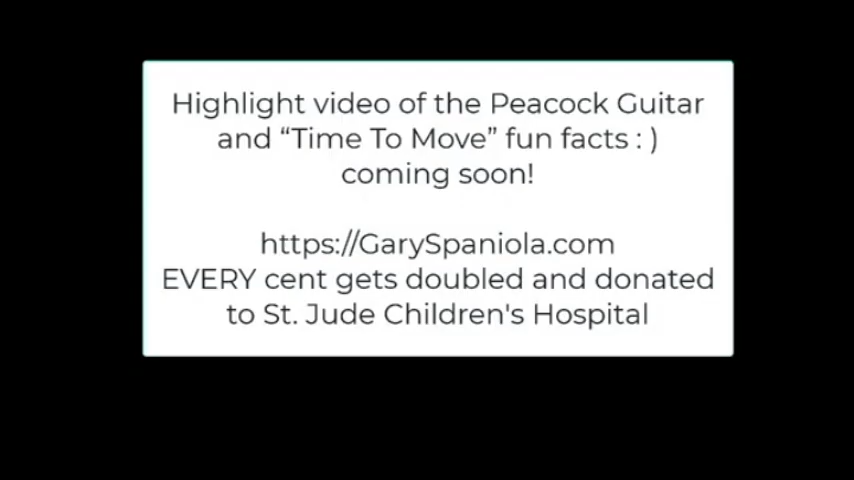 Highlight video of the Peacock Guitar
and “Time To Move” fun facts : )
coming soon!
https://GarySpaniola.com
EVERY cent gets doubled and donated
to St. Jude Children's Hospital